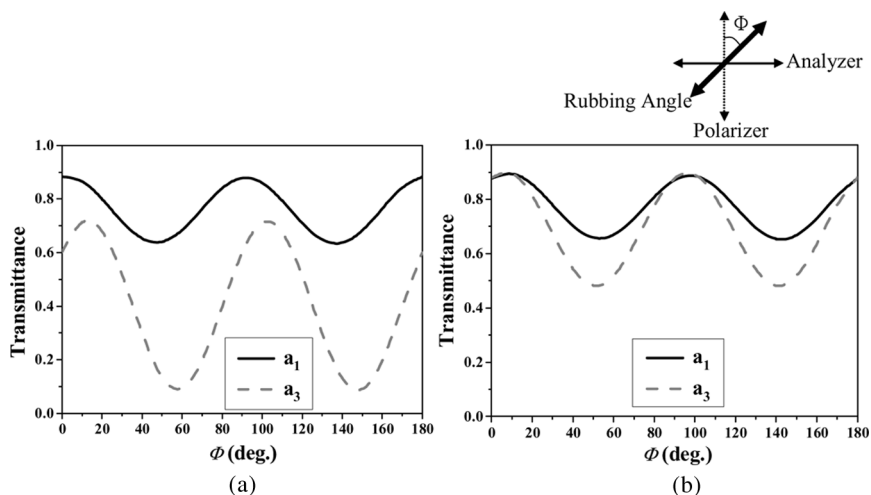 Φ
Analyzer
Rubbing Angle
Polarizer
Transmittance
1.0
0.8
0.6
0.4
0.2
0.0
a1
a3
0 20 40 60 80 100 120 140 160 180
Φ (deg.)
(a)
Transmittance
1.0
0.8
0.6
0.4
0.2
0.0
a1
a3
0 20 40 60 80 100 120 140 160 180
Φ (deg.)
(b)